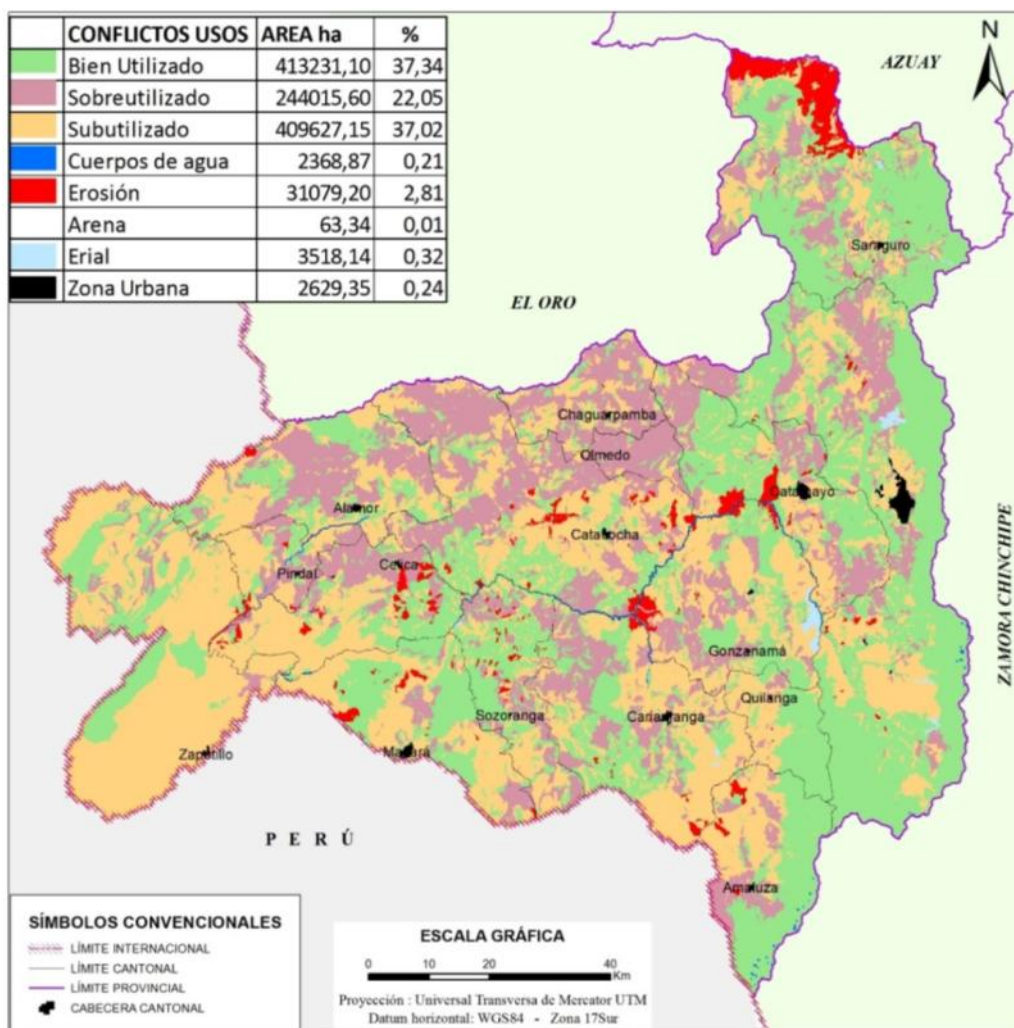 CONFLICTOS USOS AREA ha %
Bien Utilizado 413231,10 37,34
Sobreutilizado 244015,60 22,05
Subutilizado 409627,15 37,02
Cuerpos de agua 2368,87 0,21
Erosión 31079,20 2,81
Arena 63,34 0,01
Erial 3518,14 0,32
Zona Urbana 2629,35 0,24
N
AZUAY
Saraguro
EL ORO
Chaguarpamba
Olmedo
Catamayo
Alamor
Catacocha
Celica
Pindal
ZAMORA CHINCHIPE
Gonzanamá
Quilanga
Sozoranga
Cariamanga
Zapotillo
Macará
PERÚ
Amaluza
SÍMBOLOS CONVENCIONALES
LÍMITE INTERNACIONAL
LÍMITE CANTONAL
LÍMITE PROVINCIAL
CABECERA CANTONAL
ESCALA GRÁFICA
0 10 20 40
Km
Proyección : Universal Transversa de Mercator UTM
Datum horizontal: WGS84 - Zona 17Sur